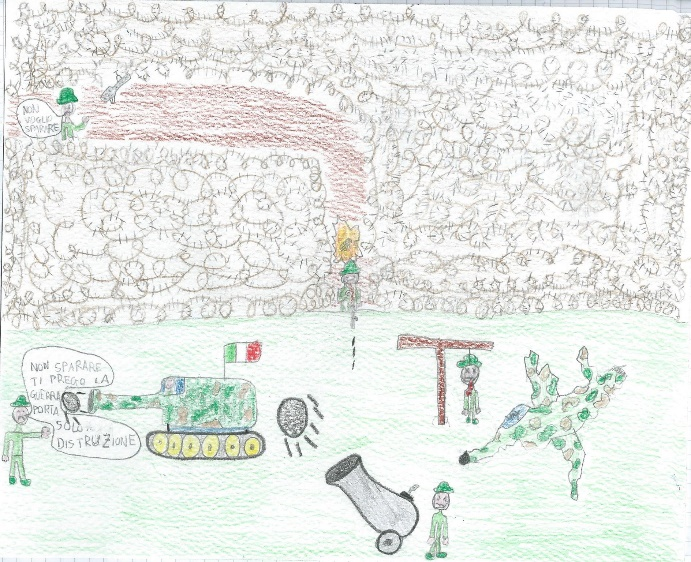 NON
VOGLIO
SPARARE
NON SPARARE
TI PREGO LA
GUERRA
PORTA
SOLO
DISTRUZIONE